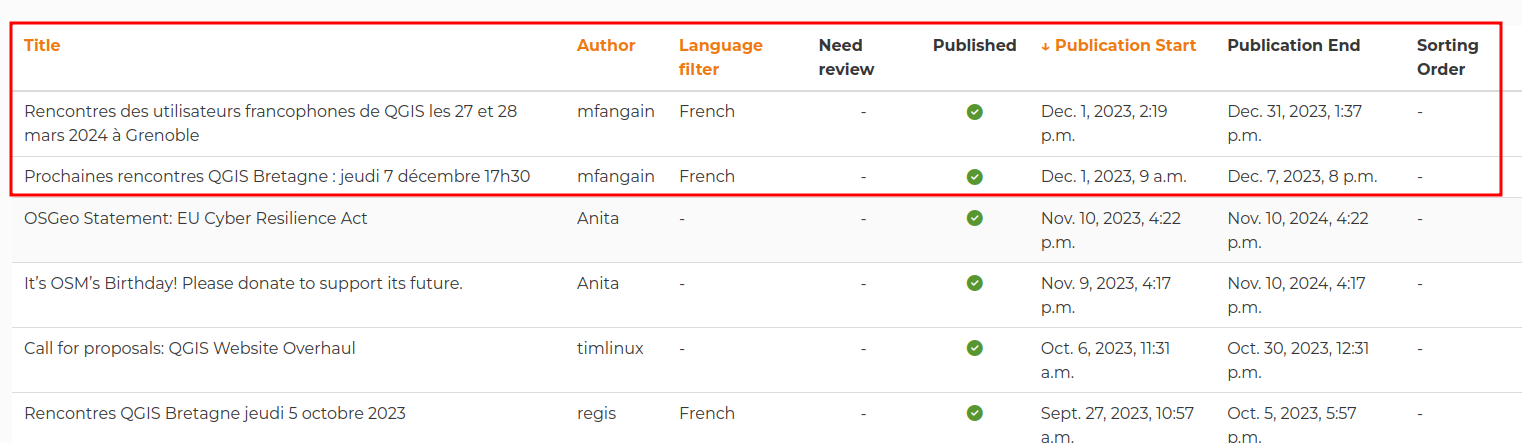 Title Author Language filter Need review Published ↓ Publication Start Publication End Sorting Order
Rencontres des utilisateurs francophones de QGIS les 27 et 28 mars 2024 à Grenoble mfangain French - Dec. 1, 2023, 2:19 p.m. Dec. 31, 2023, 1:37 p.m. -
Prochaines rencontres QGIS Bretagne : jeudi 7 décembre 17h30 mfangain French - Dec. 1, 2023, 9 a.m. Dec. 7, 2023, 8 p.m. -
OSGeo Statement: EU Cyber Resilience Act Anita - - Nov. 10, 2023, 4:22 p.m. Nov. 10, 2024, 4:22 p.m. -
It’s OSM’s Birthday! Please donate to support its future. Anita - - Nov. 9, 2023, 4:17 p.m. Nov. 10, 2024, 4:17 p.m. -
Call for proposals: QGIS Website Overhaul timlinux - - Oct. 6, 2023, 11:31 a.m. Oct. 30, 2023, 12:31 p.m. -
Rencontres QGIS Bretagne jeudi 5 octobre 2023 regis French - Sept. 27, 2023, 10:57 a.m. Oct. 5, 2023, 5:57 p.m. -